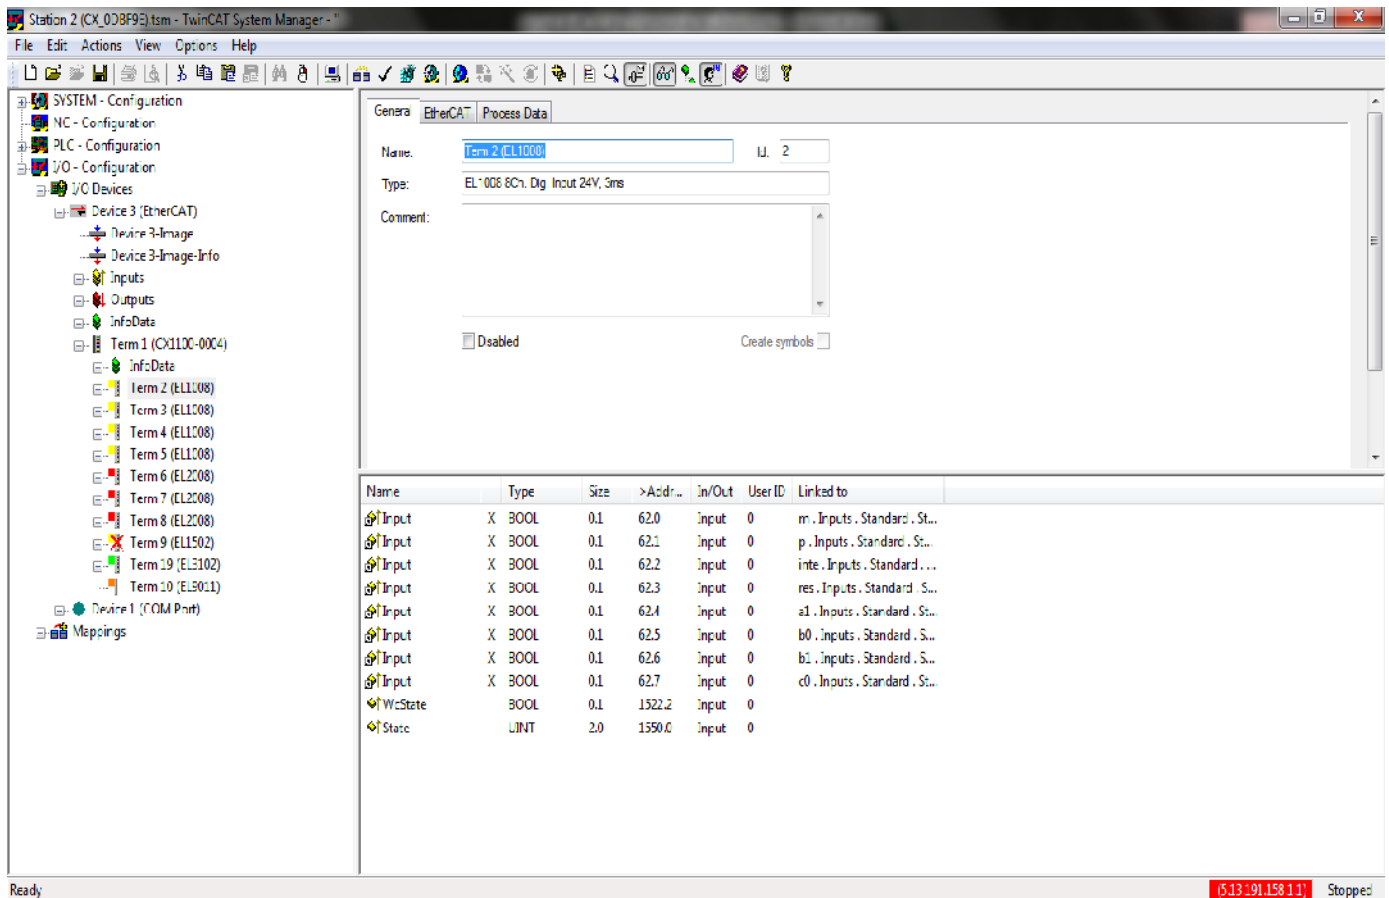 Station 2 (CX_0D8F9E).tsm - TwinCAT System Manager - '
File Edit Actions View Options Help
SYSTEM - Configuration
NC - Configuration
PLC - Configuration
I/O - Configuration
I/O Devices
Device 3 (EtherCAT)
Device 3-Image
Device 3-Image-Info
Inputs
Outputs
InfoData
Term 1 (CX1100-0004)
InfoData
Term 2 (EL1008)
Term 3 (EL1008)
Term 4 (EL1008)
Term 5 (EL1008)
Term 6 (EL2008)
Term 7 (EL2008)
Term 8 (EL2008)
Term 9 (EL1502)
Term 19 (EL3102)
Term 10 (EL9011)
Device 1 (COM Port)
Mappings
General EtherCAT Process Data
Name: Term 2 (EL1008) Id: 2
Type: EL1008 8Ch. Dig. Input 24V, 3ms
Comment:
Disabled Create symbols
Name Type Size >Addr... In/Out User ID Linked to
Input X BOOL 0.1 62.0 Input 0 m . Inputs . Standard . St...
Input X BOOL 0.1 62.1 Input 0 p . Inputs . Standard . St...
Input X BOOL 0.1 62.2 Input 0 inte . Inputs . Standard . ...
Input X BOOL 0.1 62.3 Input 0 res . Inputs . Standard . S...
Input X BOOL 0.1 62.4 Input 0 a1 . Inputs . Standard . St...
Input X BOOL 0.1 62.5 Input 0 b0 . Inputs . Standard . S...
Input X BOOL 0.1 62.6 Input 0 b1 . Inputs . Standard . S...
Input X BOOL 0.1 62.7 Input 0 c0 . Inputs . Standard . St...
WcState BOOL 0.1 1522.2 Input 0
State UINT 2.0 1550.0 Input 0
Ready (5.13.191.158.1.1) Stopped